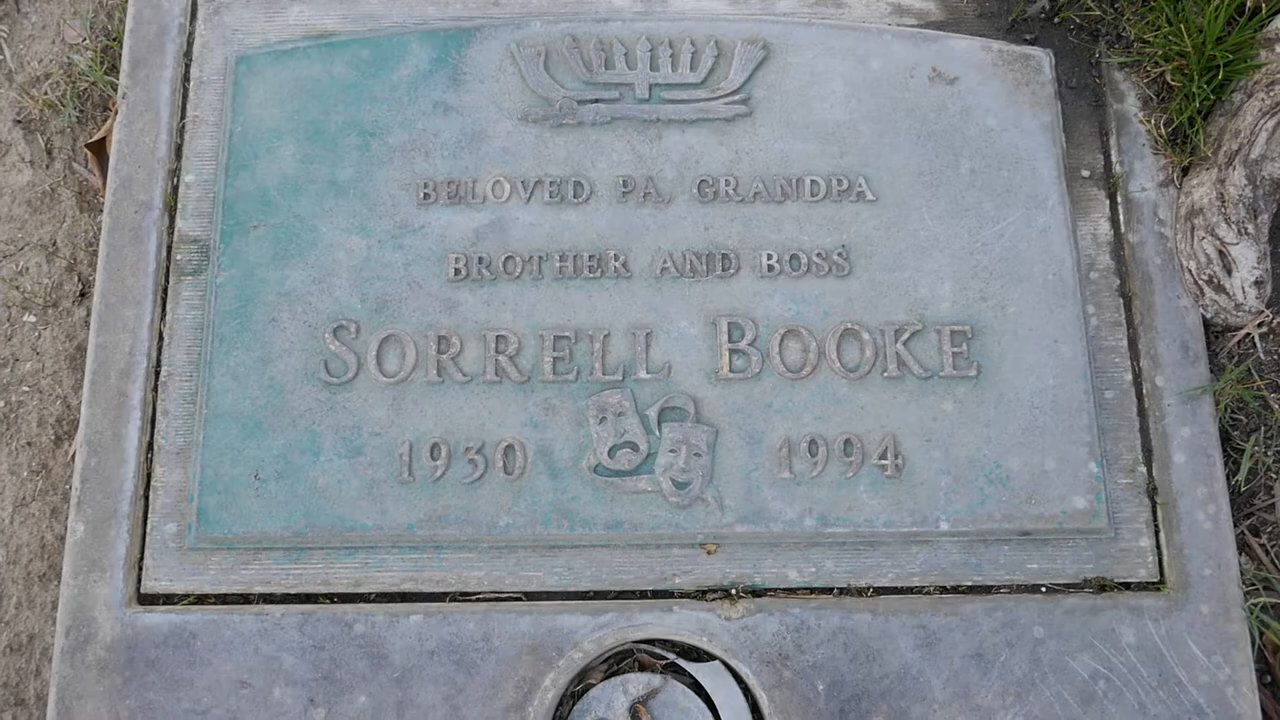 BELOVED PA, GRANDPA
BROTHER AND BOSS
SORRELL BOOKE
1930 1994